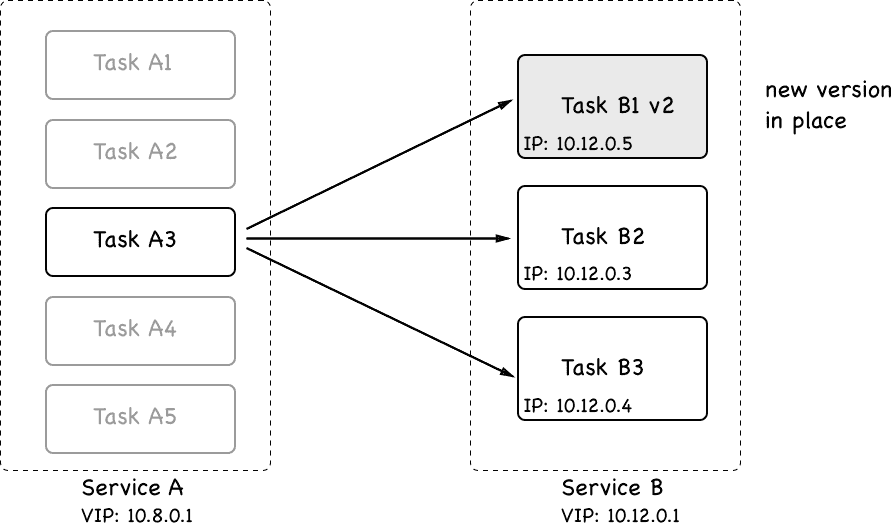 Task A1
Task A2
Task A3
Task A4
Task A5
Service A
VIP: 10.8.0.1
Task B1 v2
IP: 10.12.0.5
Task B2
IP: 10.12.0.3
Task B3
IP: 10.12.0.4
Service B
VIP: 10.12.0.1
new version
in place